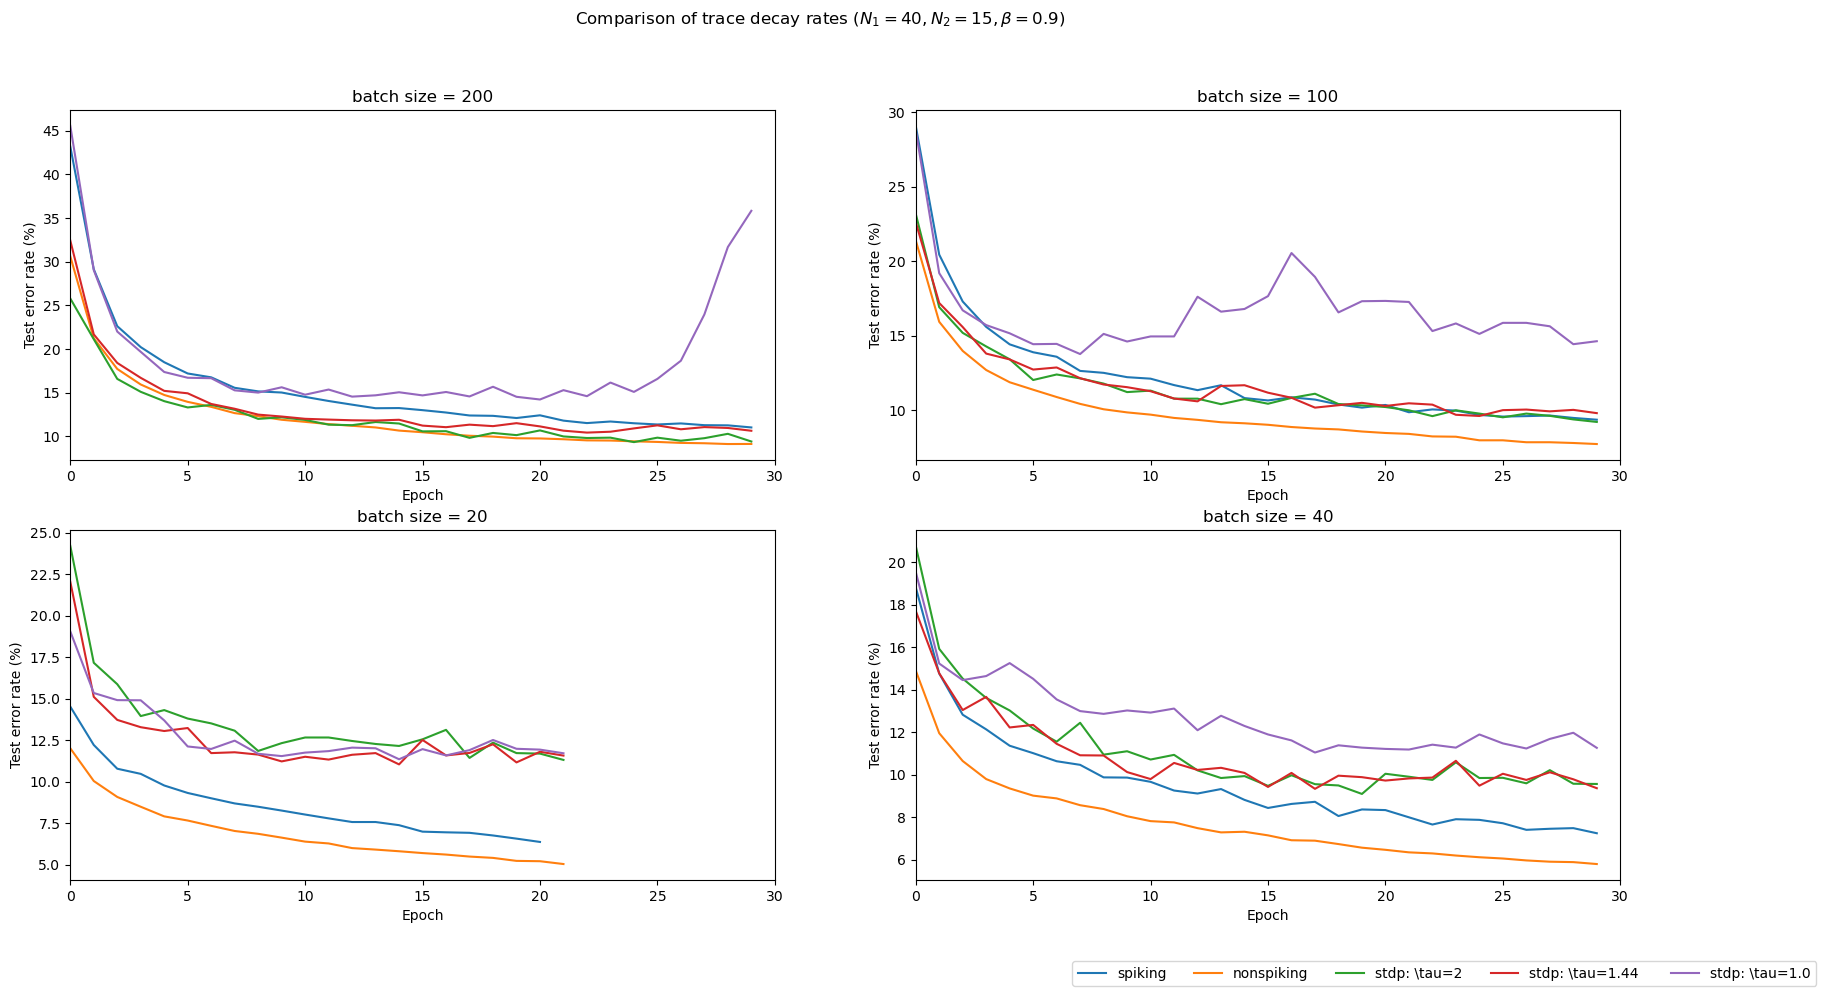 Comparison of trace decay rates (N₁ = 40, N₂ = 15, β = 0.9)
batch size = 200
45
40
35
30
25
20
15
10
Test error rate (%)
0 5 10 15 20 25 30
Epoch
batch size = 100
30
25
20
15
10
Test error rate (%)
0 5 10 15 20 25 30
Epoch
batch size = 20
25.0
22.5
20.0
17.5
15.0
12.5
10.0
7.5
5.0
Test error rate (%)
0 5 10 15 20 25 30
Epoch
batch size = 40
20
18
16
14
12
10
8
6
Test error rate (%)
0 5 10 15 20 25 30
Epoch
spiking nonspiking stdp: \tau=2 stdp: \tau=1.44 stdp: \tau=1.0